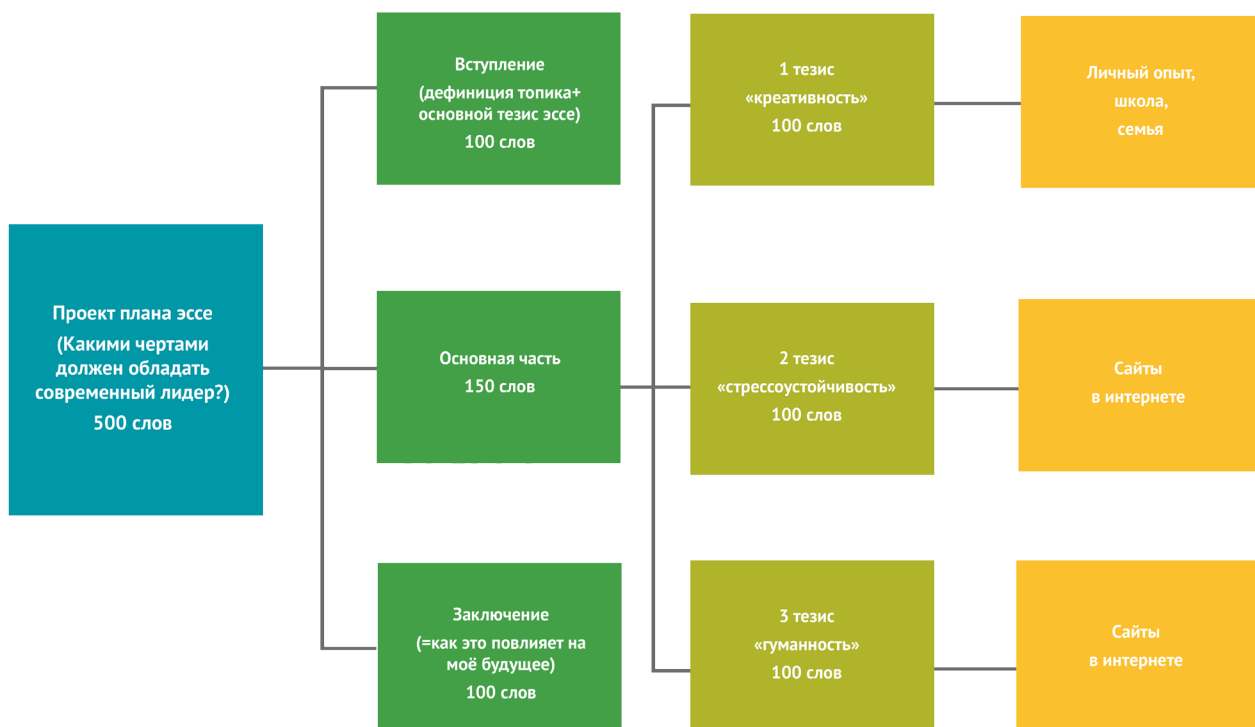 Проект плана эссе
(Какими чертами
должен обладать
современный лидер?)
500 слов
Вступление
(дефиниция топика+
основной тезис эссе)
100 слов
Основная часть
150 слов
Заключение
(=как это повлияет на
моё будущее)
100 слов
1 тезис
«креативность»
100 слов
2 тезис
«стрессоустойчивость»
100 слов
3 тезис
«гуманность»
100 слов
Личный опыт,
школа,
семья
Сайты
в интернете
Сайты
в интернете